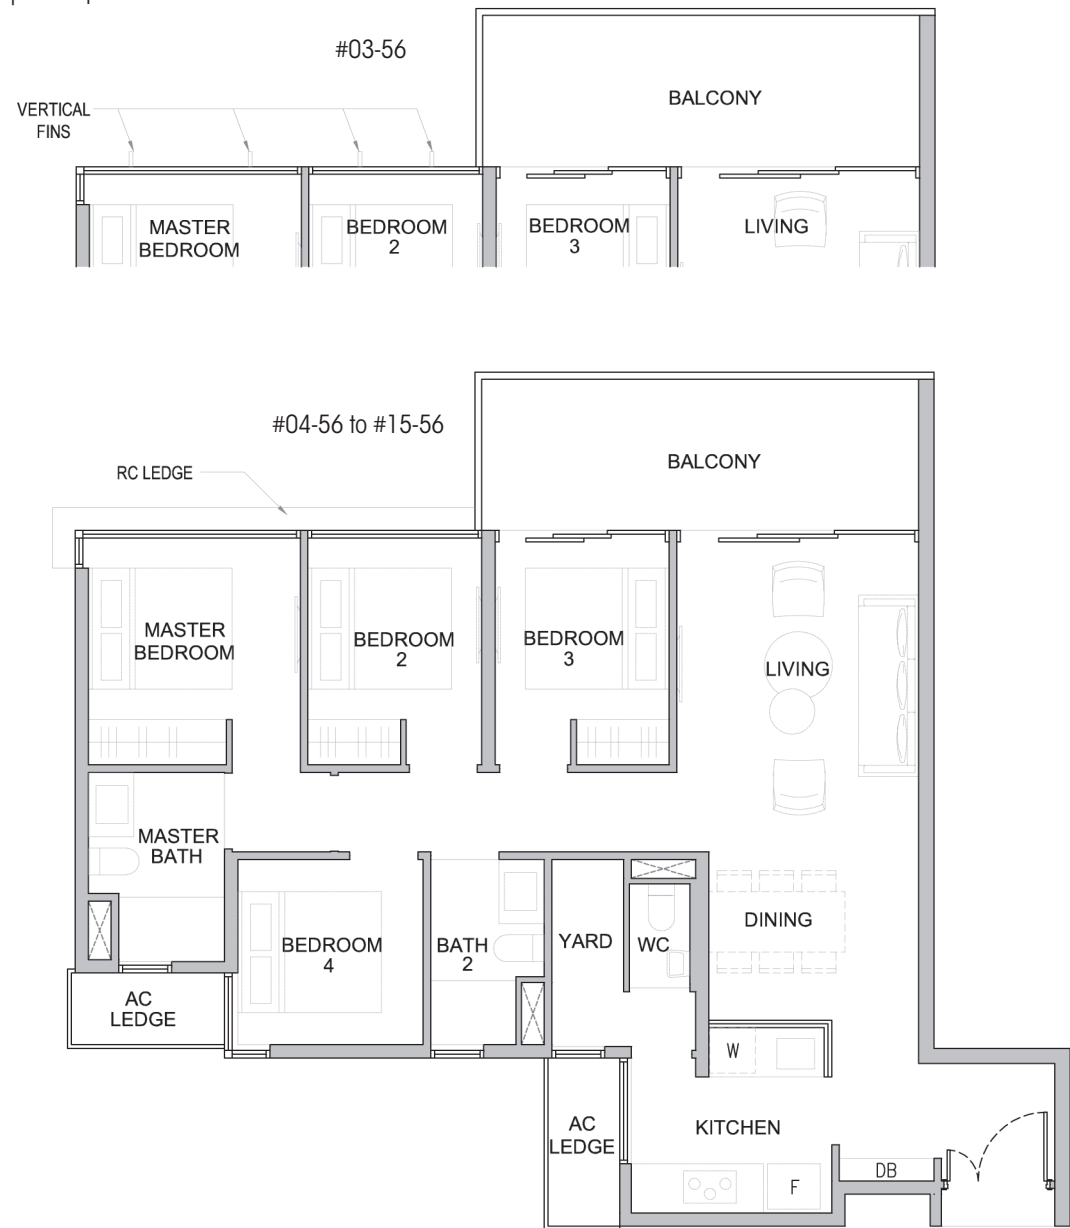 #03-56
BALCONY
VERTICAL
FINS
MASTER
BEDROOM
BEDROOM
2
BEDROOM
3
LIVING
#04-56 to #15-56
BALCONY
RC LEDGE
MASTER
BEDROOM
BEDROOM
2
BEDROOM
3
LIVING
MASTER
BATH
BEDROOM
4
BATH
2
YARD
WC
DINING
AC
LEDGE
W
AC
LEDGE
KITCHEN
F
DB